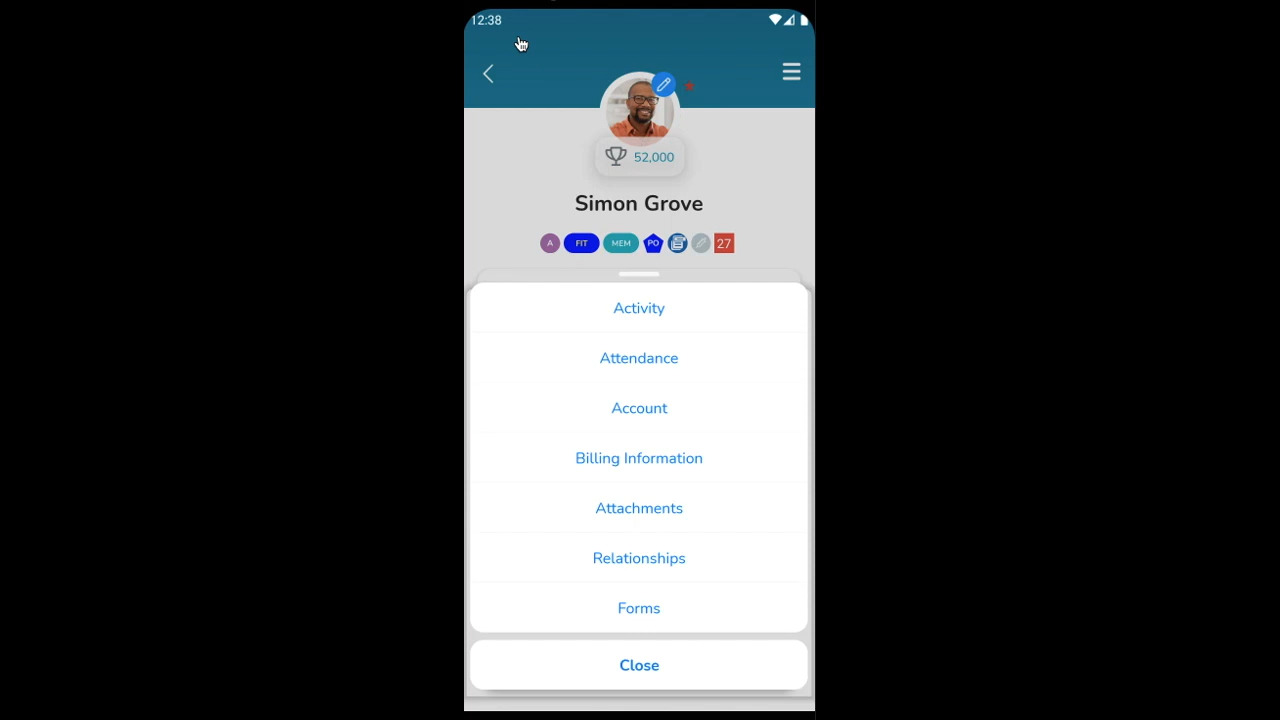 12:38
52,000
Simon Grove
A FIT MEM PO 27
Activity
Attendance
Account
Billing Information
Attachments
Relationships
Forms
Close